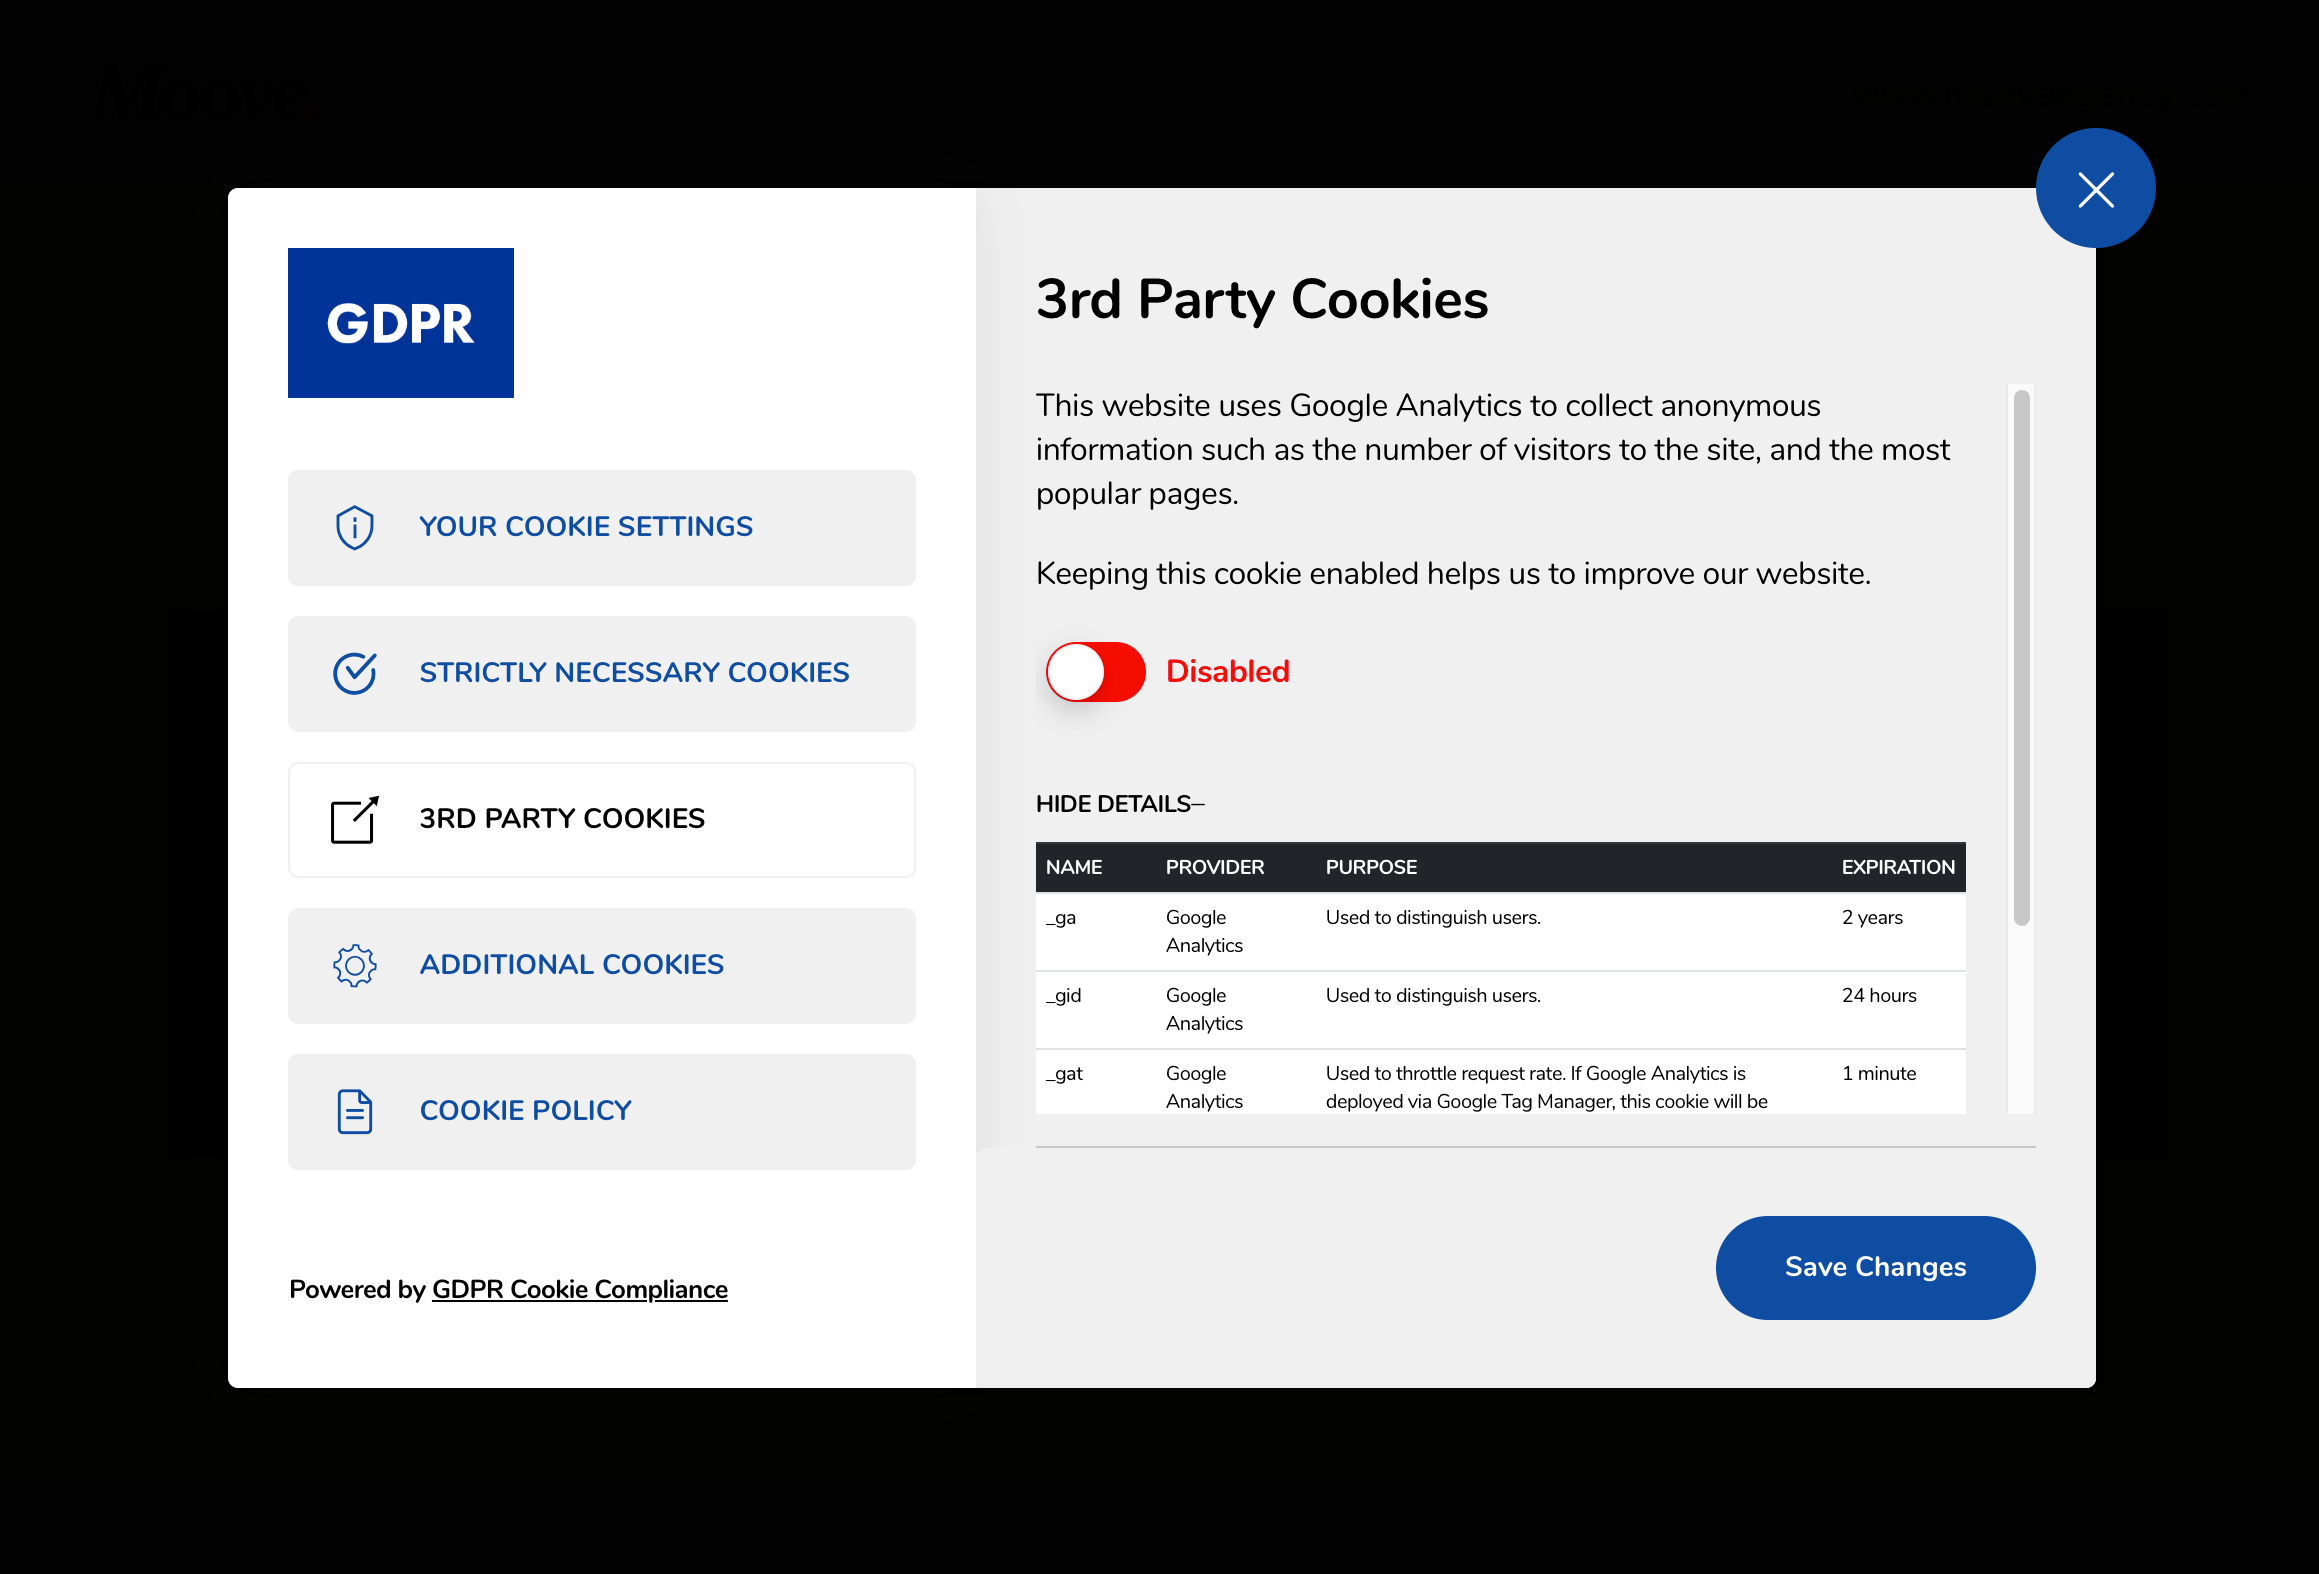 Moove
GDPR
YOUR COOKIE SETTINGS
STRICTLY NECESSARY COOKIES
3RD PARTY COOKIES
ADDITIONAL COOKIES
COOKIE POLICY
Powered by GDPR Cookie Compliance
3rd Party Cookies
This website uses Google Analytics to collect anonymous
information such as the number of visitors to the site, and the most
popular pages.
Keeping this cookie enabled helps us to improve our website.
Disabled
HIDE DETAILS–
NAME PROVIDER PURPOSE EXPIRATION
_ga Google Used to distinguish users. 2 years
Analytics
_gid Google Used to distinguish users. 24 hours
Analytics
_gat Google Used to throttle request rate. If Google Analytics is 1 minute
Analytics deployed via Google Tag Manager, this cookie will be
Save Changes